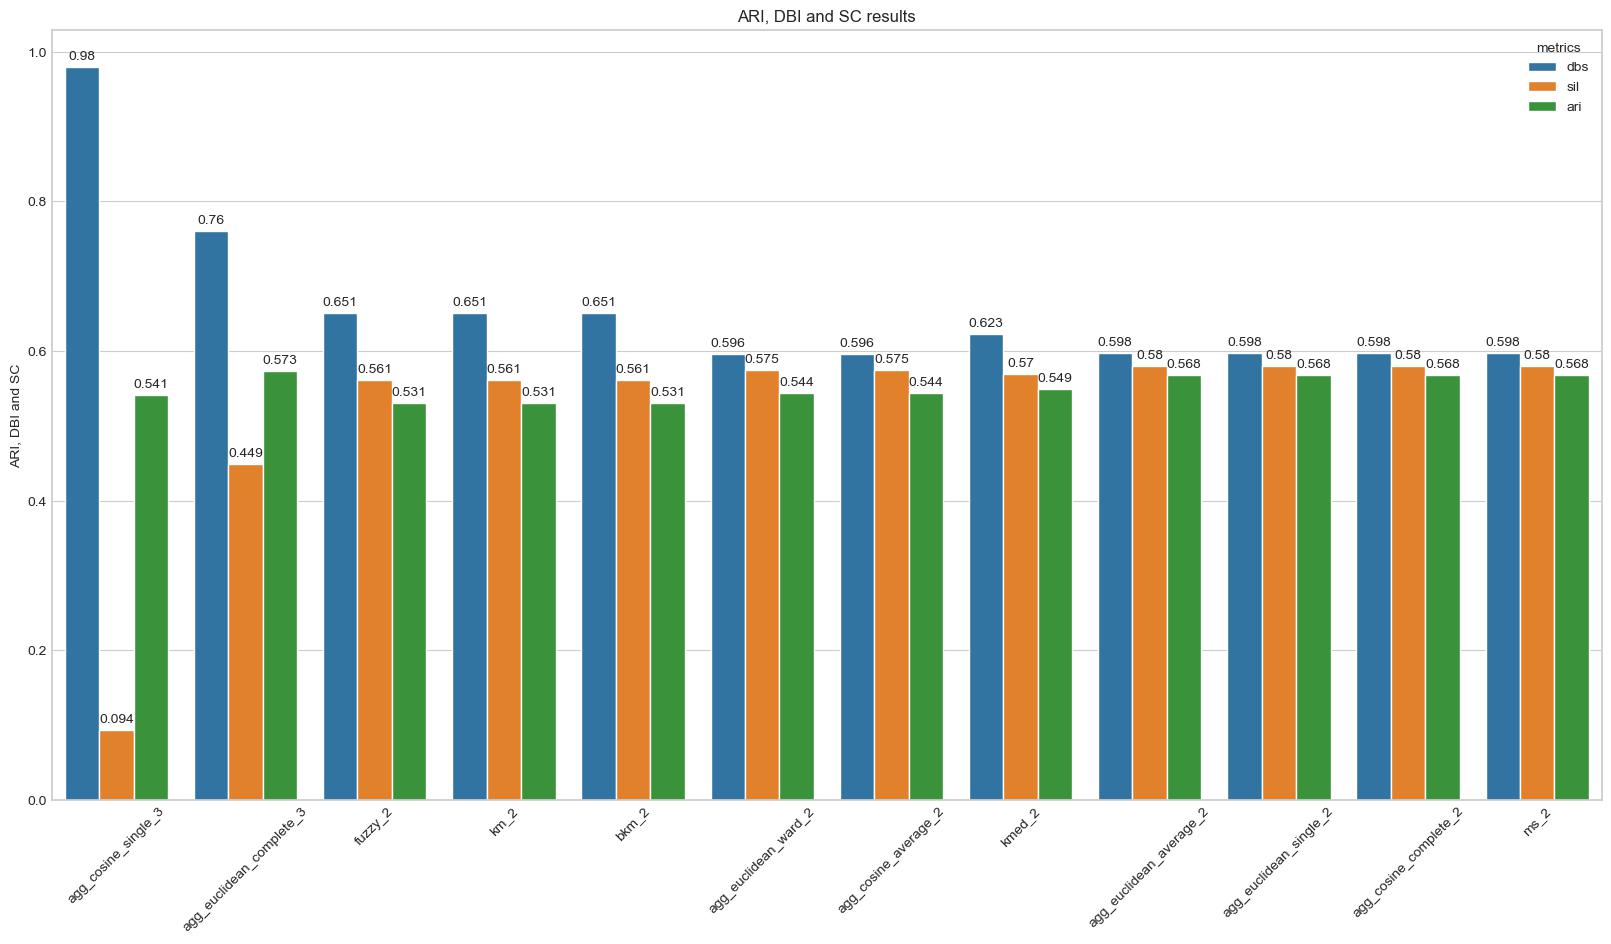 ARI, DBI and SC results
metrics
dbs
sil
ari
ARI, DBI and SC
1.0
0.8
0.6
0.4
0.2
0.0
0.98
0.094
0.541
0.76
0.449
0.573
0.651
0.561
0.531
0.651
0.561
0.531
0.651
0.561
0.531
0.596
0.575
0.544
0.596
0.575
0.544
0.623
0.57
0.549
0.598
0.58
0.568
0.598
0.58
0.568
0.598
0.58
0.568
0.598
0.58
0.568
agg_cosine_single_3
agg_euclidean_complete_3
fuzzy_2
km_2
bkm_2
agg_euclidean_ward_2
agg_cosine_average_2
kmed_2
agg_euclidean_average_2
agg_euclidean_single_2
agg_cosine_complete_2
ms_2